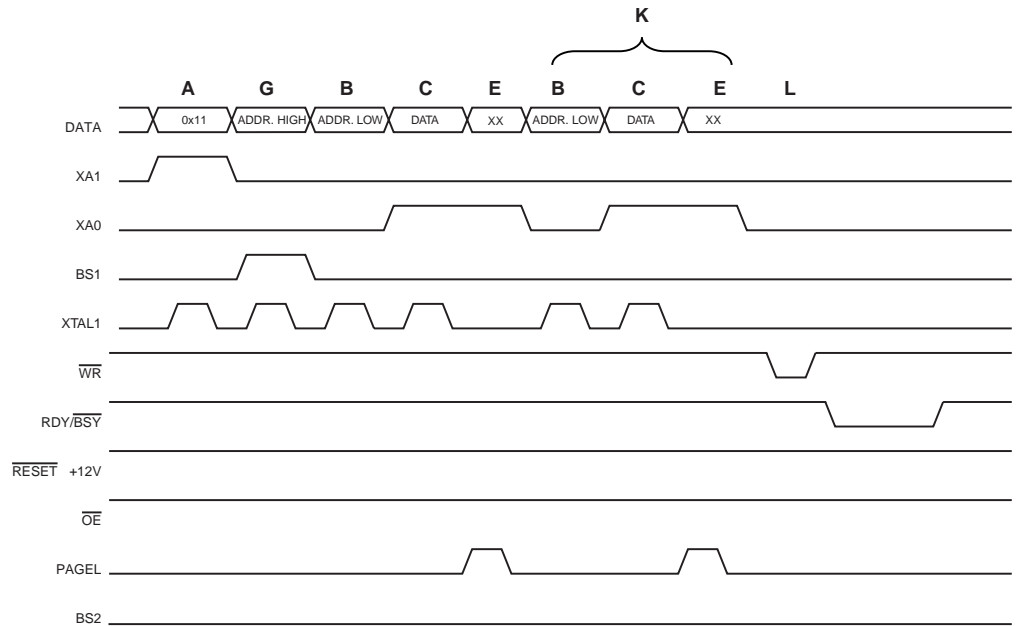 K
A G B C E B C E L
DATA 0x11 ADDR. HIGH ADDR. LOW DATA XX ADDR. LOW DATA XX
XA1
XA0
BS1
XTAL1
WR
RDY/BSY
RESET +12V
OE
PAGEL
BS2